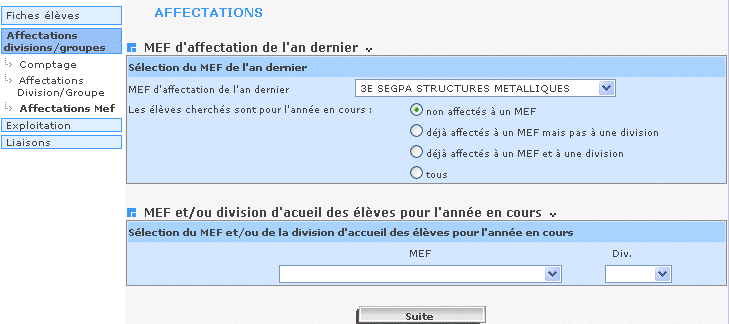 Fiches élèves
Affectations
divisions/groupes
Comptage
Affectations
Division/Groupe
Affectations Mef
Exploitation
Liaisons
AFFECTATIONS
MEF d'affectation de l'an dernier
Sélection du MEF de l'an dernier
MEF d'affectation de l'an dernier
3E SEGPA STRUCTURES METALLIQUES
Les élèves cherchés sont pour l'année en cours :
non affectés à un MEF
déjà affectés à un MEF mais pas à une division
déjà affectés à un MEF et à une division
tous
MEF et/ou division d'acueil des élèves pour l'année en cours
Sélection du MEF et/ou de la division d'accueil des élèves pour l'année en cours
MEF Div.
Suite